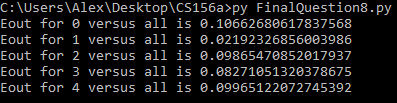 C:\Users\Alex\Desktop\CS156a>py FinalQuestion8.py
Eout for 0 versus all is 0.10662680617837568
Eout for 1 versus all is 0.02192326856003986
Eout for 2 versus all is 0.09865470852017937
Eout for 3 versus all is 0.08271051320378675
Eout for 4 versus all is 0.09965122072745392